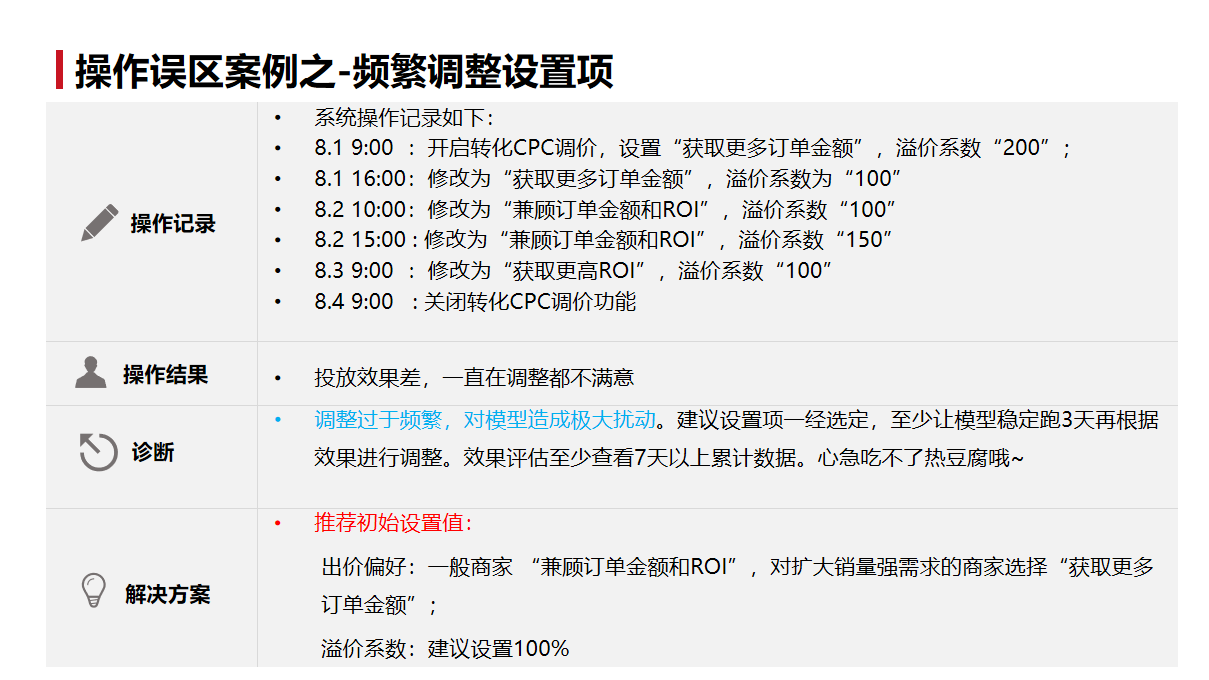 操作误区案例之-频繁调整设置项
操作记录
• 系统操作记录如下：
• 8.1 9:00 ：开启转化CPC调价，设置“获取更多订单金额”，溢价系数“200”；
• 8.1 16:00：修改为“获取更多订单金额”，溢价系数为“100”
• 8.2 10:00：修改为“兼顾订单金额和ROI”，溢价系数“100”
• 8.2 15:00 : 修改为“兼顾订单金额和ROI”，溢价系数“150”
• 8.3 9:00 ：修改为“获取更高ROI”，溢价系数“100”
• 8.4 9:00 : 关闭转化CPC调价功能
操作结果
• 投放效果差，一直在调整都不满意
诊断
• 调整过于频繁，对模型造成极大扰动。建议设置项一经选定，至少让模型稳定跑3天再根据
效果进行调整。效果评估至少查看7天以上累计数据。心急吃不了热豆腐哦~
解决方案
• 推荐初始设置值：
出价偏好：一般商家 “兼顾订单金额和ROI”，对扩大销量强需求的商家选择“获取更多
订单金额”；
溢价系数：建议设置100%